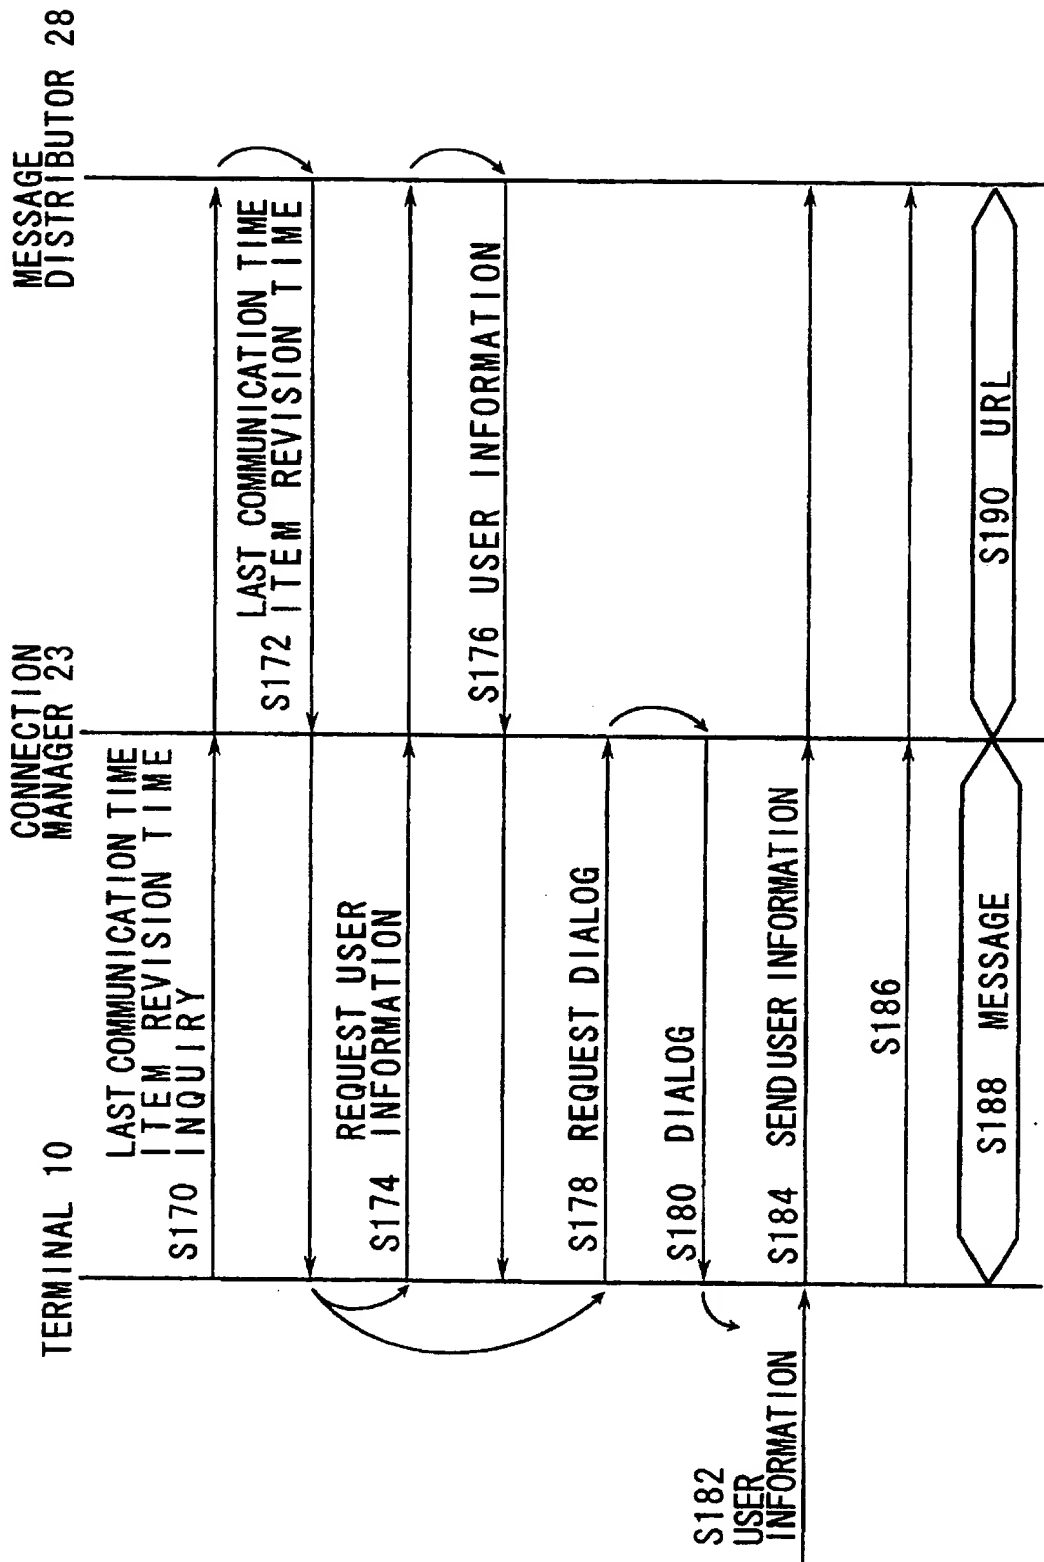 TERMINAL 10
CONNECTION
MANAGER 23
MESSAGE
DISTRIBUTOR 28
LAST COMMUNICATION TIME
ITEM REVISION TIME
S170 INQUIRY
LAST COMMUNICATION TIME
S172 ITEM REVISION TIME
REQUEST USER
S174 INFORMATION
S176 USER INFORMATION
S178 REQUEST DIALOG
S180 DIALOG
S182
USER
INFORMATION
S184 SEND USER INFORMATION
S186
S188 MESSAGE
S190 URL